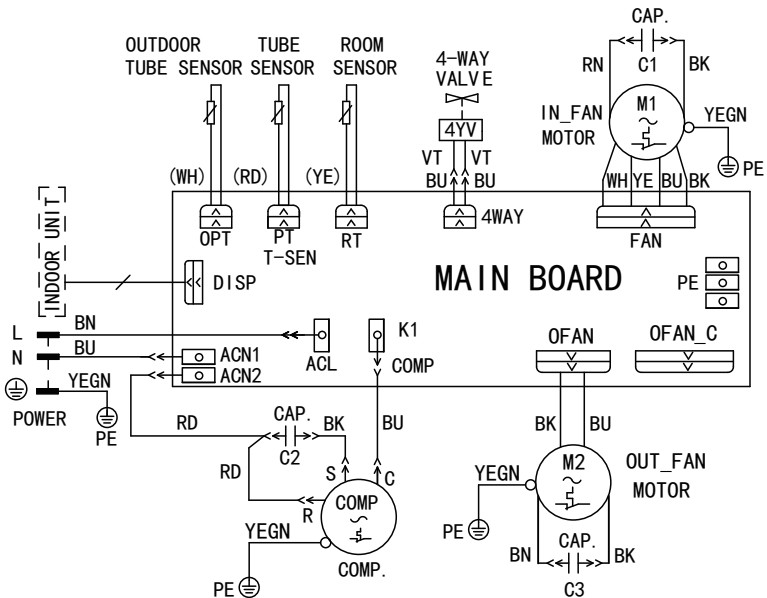 CAP.
OUTDOOR
TUBE SENSOR
TUBE
SENSOR
ROOM
SENSOR
4-WAY
VALVE
RN
C1
BK
M1
IN_FAN
MOTOR
YEGN
PE
4YV
VT VT
BU BU
(WH) (RD) (YE)
WH YE BU BK
INDOOR UNIT
OPT
PT
T-SEN
RT
4WAY
FAN
DISP
MAIN BOARD
PE
L
BN
ACL
K1
COMP
OFAN
OFAN_C
N
BU
ACN1
ACN2
YEGN
POWER
PE
RD
CAP.
BK
C2
BU
RD
S
C
R
COMP
YEGN
COMP.
PE
BK
BU
M2
OUT_FAN
MOTOR
YEGN
PE
BN
CAP.
BK
C3